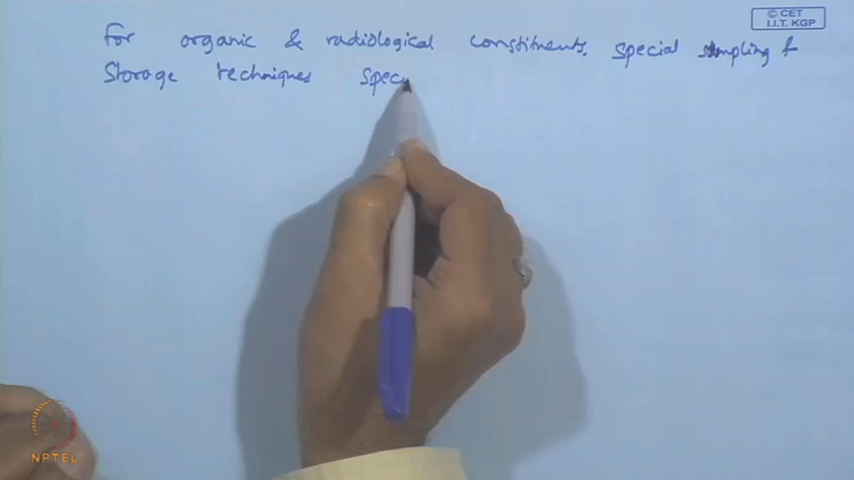 © CET
I.I.T. KGP
For organic & radiological constituents. special sampling &
Storage techniques spec
NPTEL